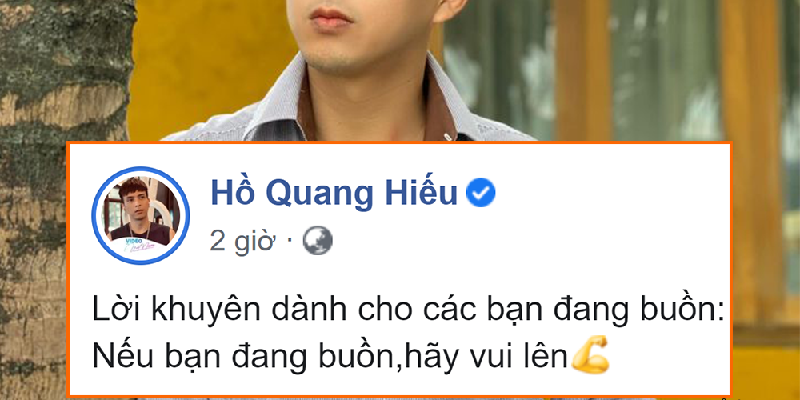 Hồ Quang Hiếu
2 giờ ·
Lời khuyên dành cho các bạn đang buồn:
Nếu bạn đang buồn,hãy vui lên💪